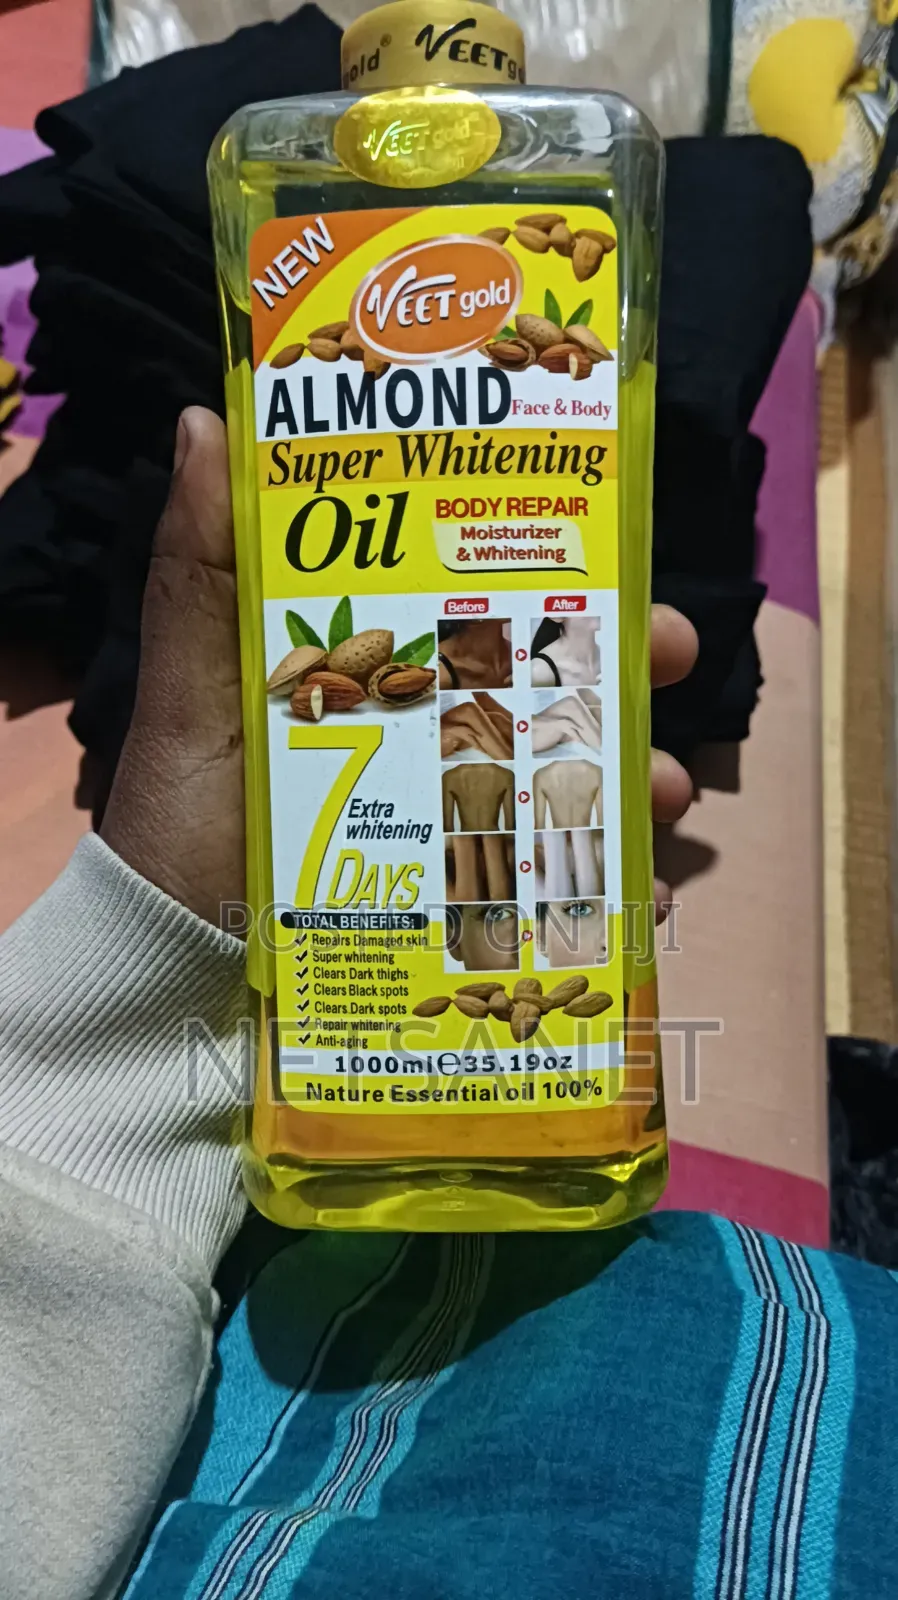 gold® VEET go
VEET gold
NEW
VEET gold
ALMOND Face & Body
Super Whitening
Oil
BODY REPAIR
Moisturizer
& Whitening
Before After
7
Extra
whitening
DAYS
TOTAL BENEFITS:
✓ Repairs Damaged skin
✓ Super whitening
✓ Clears Dark thighs
✓ Clears Black spots
✓ Clears Dark spots
✓ Repair whitening
✓ Anti-aging
1000ml℮35.19oz
Nature Essential oil 100%
POSTED ON JIJI
NETSANET